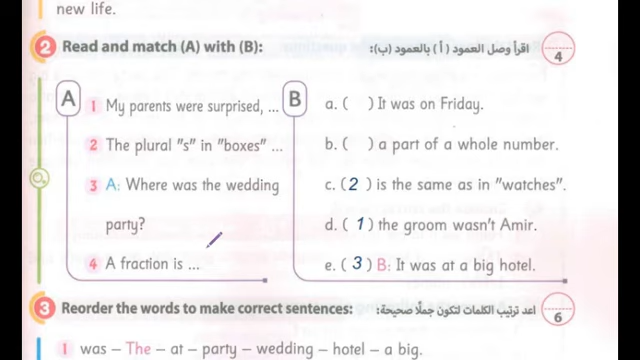 new life.
2 Read and match (A) with (B): اقرأ وصل العمود (أ) بالعمود (ب): 4
A
1 My parents were surprised, ...
2 The plural "s" in "boxes" ...
3 A: Where was the wedding
party?
4 A fraction is ...
B
a. ( ) It was on Friday.
b. ( ) a part of a whole number.
c. (2) is the same as in "watches".
d. (1) the groom wasn't Amir.
e. (3) B: It was at a big hotel.
3 Reorder the words to make correct sentences: اعد ترتيب الكلمات لتكون جملًا صحيحة: 6
1 was – The – at – party – wedding – hotel – a big.